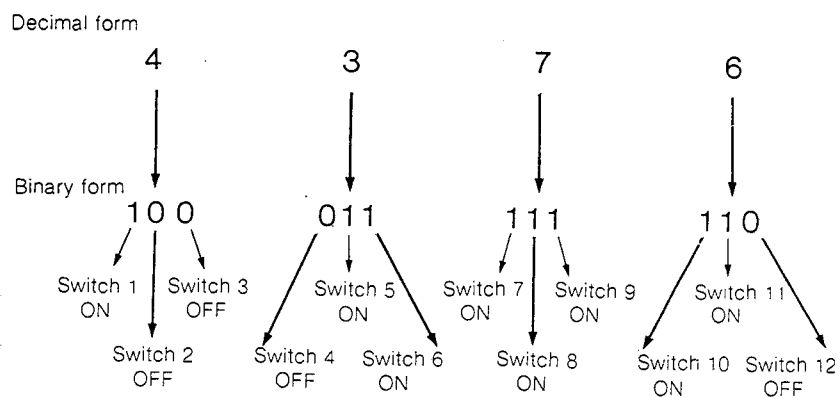 Decimal form
4 3 7 6
Binary form
100 011 111 110
Switch 1 ON
Switch 3 OFF
Switch 5 ON
Switch 7 ON
Switch 9 ON
Switch 11 ON
Switch 2 OFF
Switch 4 OFF
Switch 6 ON
Switch 8 ON
Switch 10 ON
Switch 12 OFF